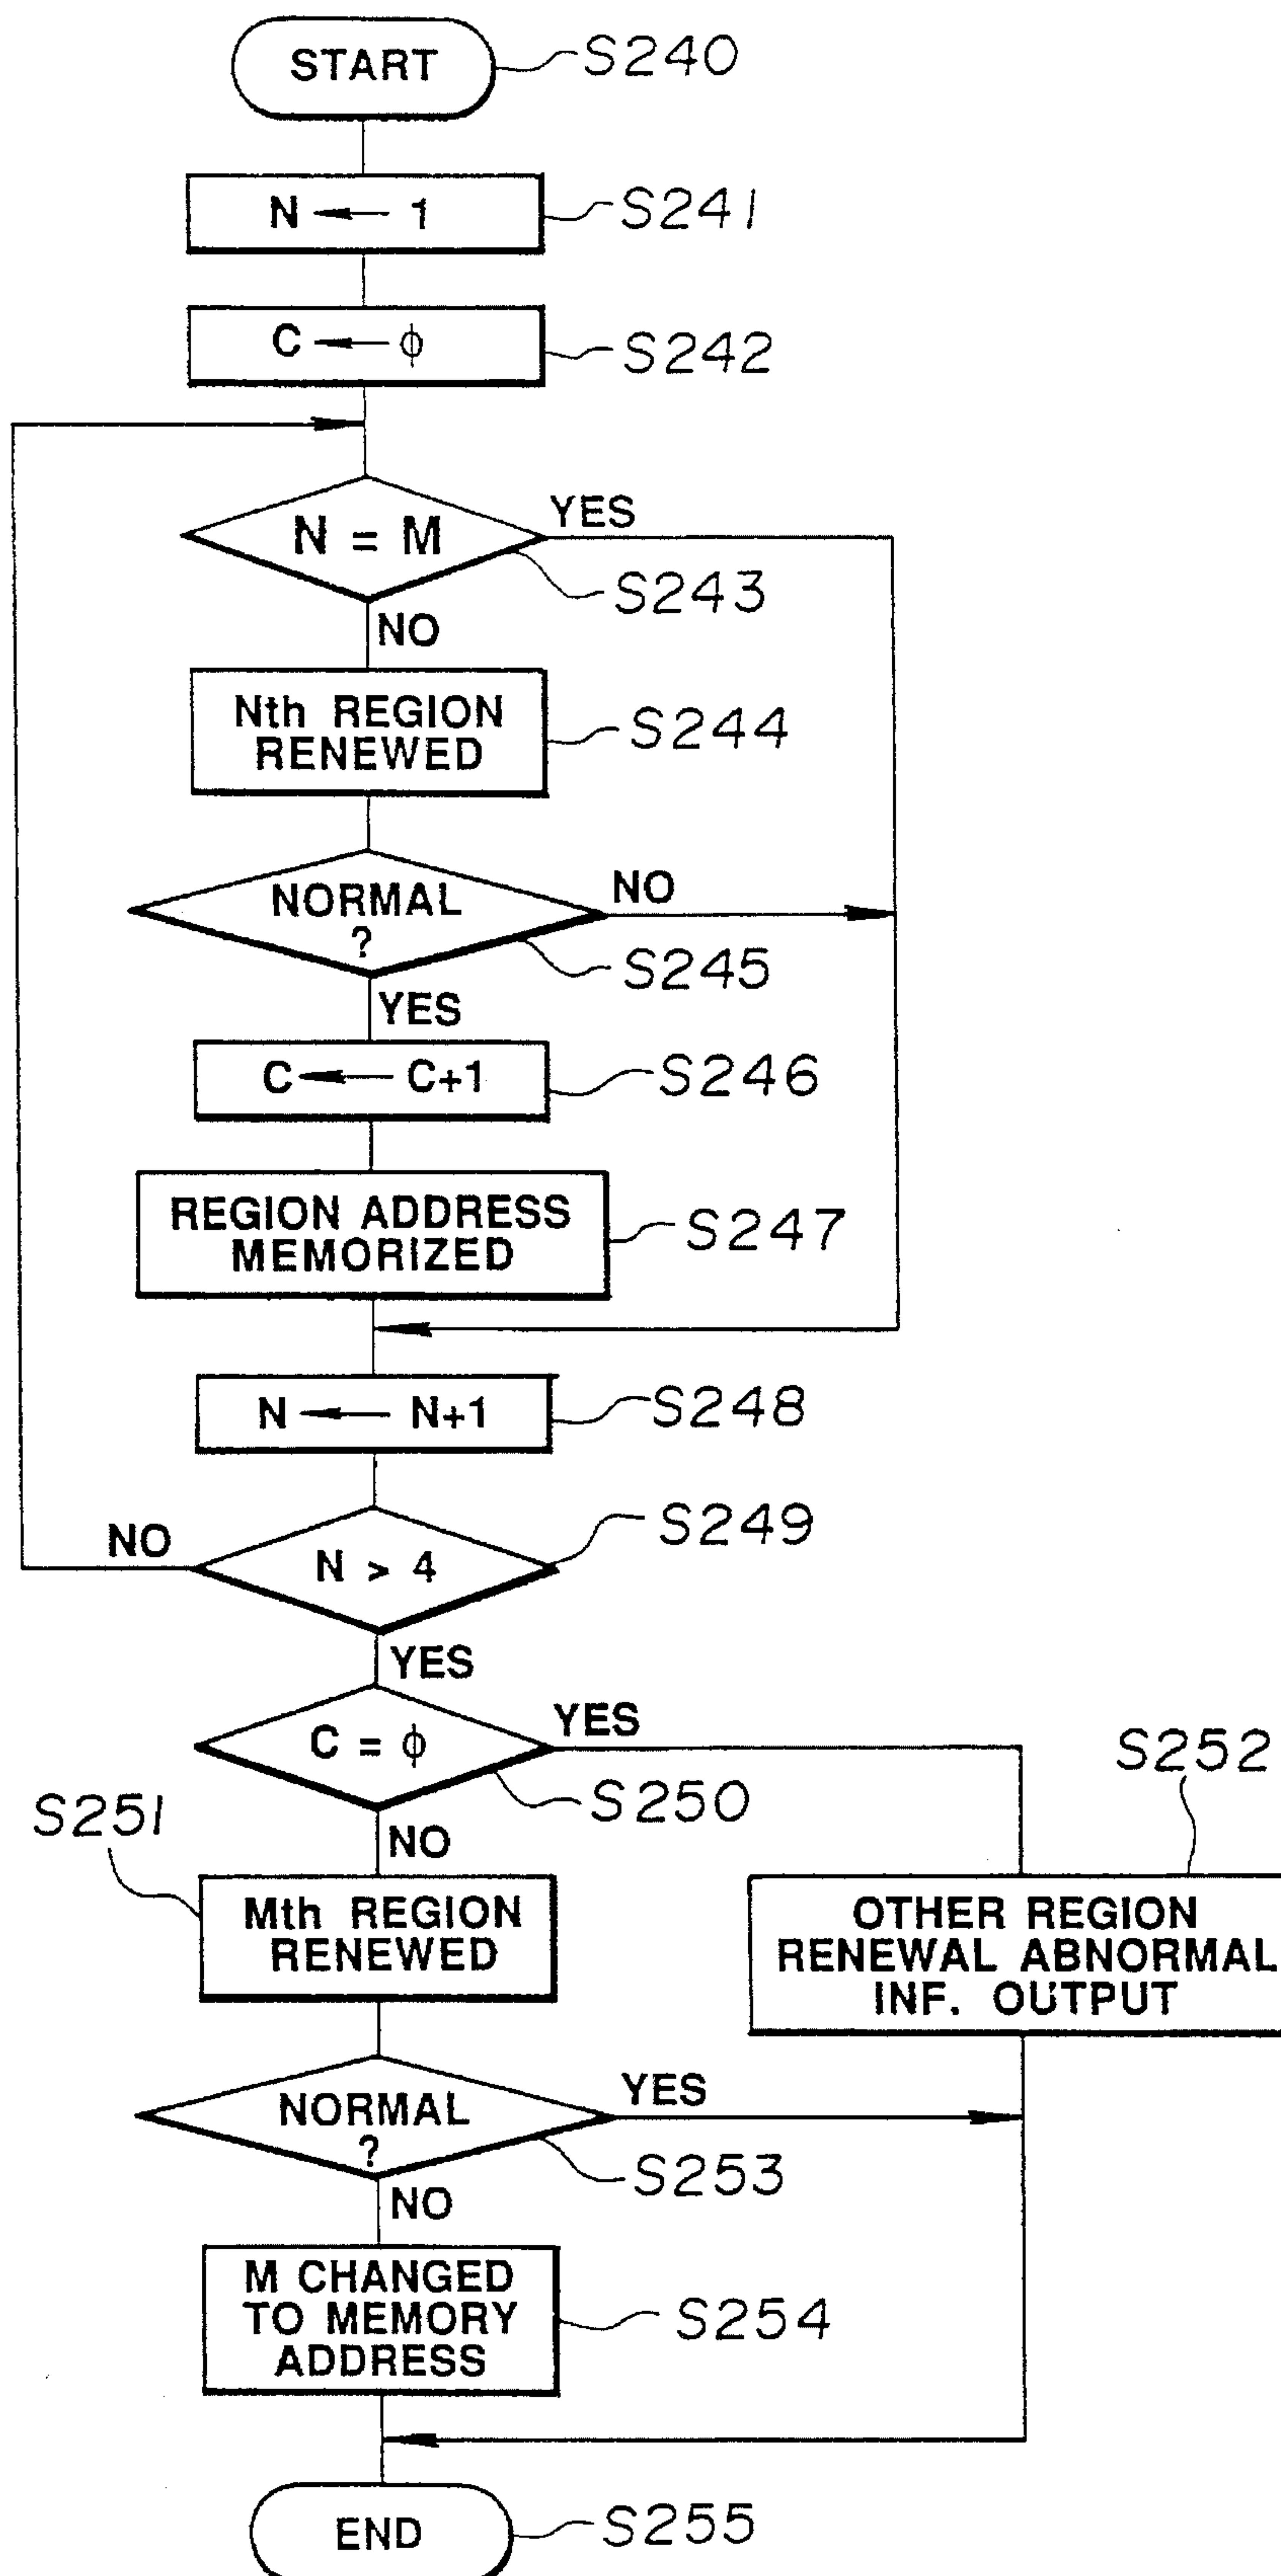 START
S240
N ← 1
S241
C ← φ
S242
N = M
YES
S243
NO
Nth REGION
RENEWED
S244
NORMAL
?
NO
S245
YES
C ← C+1
S246
REGION ADDRESS
MEMORIZED
S247
N ← N+1
S248
S249
NO
N > 4
YES
C = φ
YES
S252
S250
S251
NO
Mth REGION
RENEWED
OTHER REGION
RENEWAL ABNORMAL
INF. OUTPUT
NORMAL
?
YES
S253
NO
M CHANGED
TO MEMORY
ADDRESS
S254
END
S255